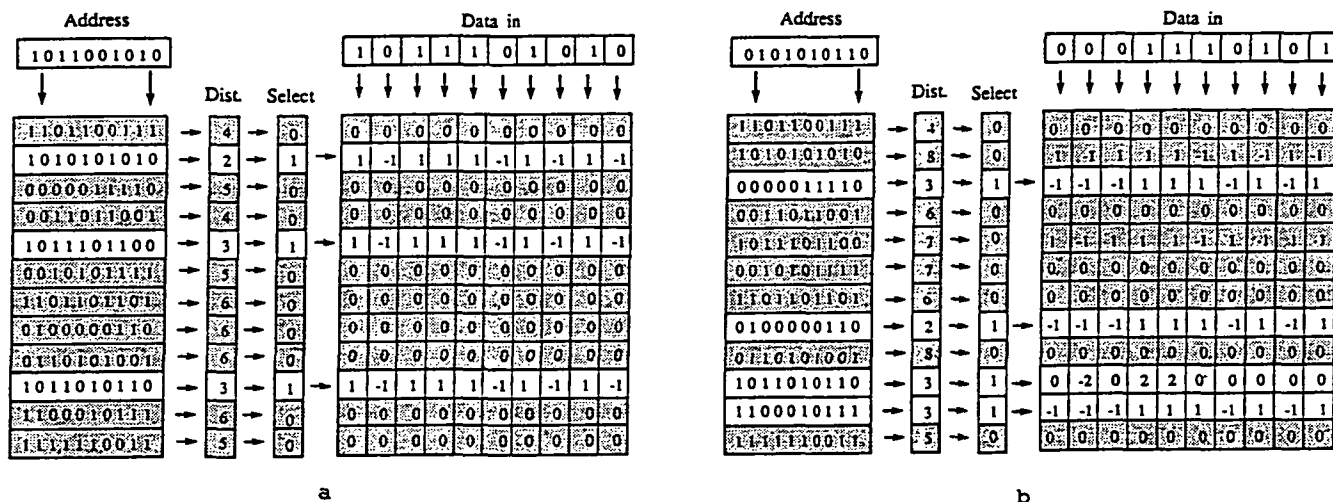 Address Data in
1011001010 1 0 1 1 1 0 1 0 1 0
Dist. Select
1101100111 4 0 0 0 0 0 0 0 0 0 0 0
1010101010 2 1 1 -1 1 1 1 -1 1 -1 1 -1
0000011110 5 0 0 0 0 0 0 0 0 0 0 0
0011011001 4 0 0 0 0 0 0 0 0 0 0 0
1011101100 3 1 1 -1 1 1 1 -1 1 -1 1 -1
0010101111 5 0 0 0 0 0 0 0 0 0 0 0
1101101101 6 0 0 0 0 0 0 0 0 0 0 0
0100000110 6 0 0 0 0 0 0 0 0 0 0 0
0110101001 6 0 0 0 0 0 0 0 0 0 0 0
1011010110 3 1 1 -1 1 1 1 -1 1 -1 1 -1
1100010111 6 0 0 0 0 0 0 0 0 0 0 0
1111110011 5 0 0 0 0 0 0 0 0 0 0 0
a
Address Data in
0101010110 0 0 0 1 1 1 0 1 0 1
Dist. Select
1101100111 4 0 0 0 0 0 0 0 0 0 0 0
1010101010 8 0 1 -1 1 1 1 -1 1 -1 1 -1
0000011110 3 1 -1 -1 -1 1 1 1 -1 1 -1 1
0011011001 6 0 0 0 0 0 0 0 0 0 0 0
1011101100 7 0 1 -1 1 1 1 -1 1 -1 1 -1
0010101111 7 0 0 0 0 0 0 0 0 0 0 0
1101101101 6 0 0 0 0 0 0 0 0 0 0 0
0100000110 2 1 -1 -1 -1 1 1 1 -1 1 -1 1
0110101001 8 0 0 0 0 0 0 0 0 0 0 0
1011010110 3 1 0 -2 0 2 2 0 0 0 0 0
1100010111 3 1 -1 -1 -1 1 1 1 -1 1 -1 1
1111110011 5 0 0 0 0 0 0 0 0 0 0 0
b